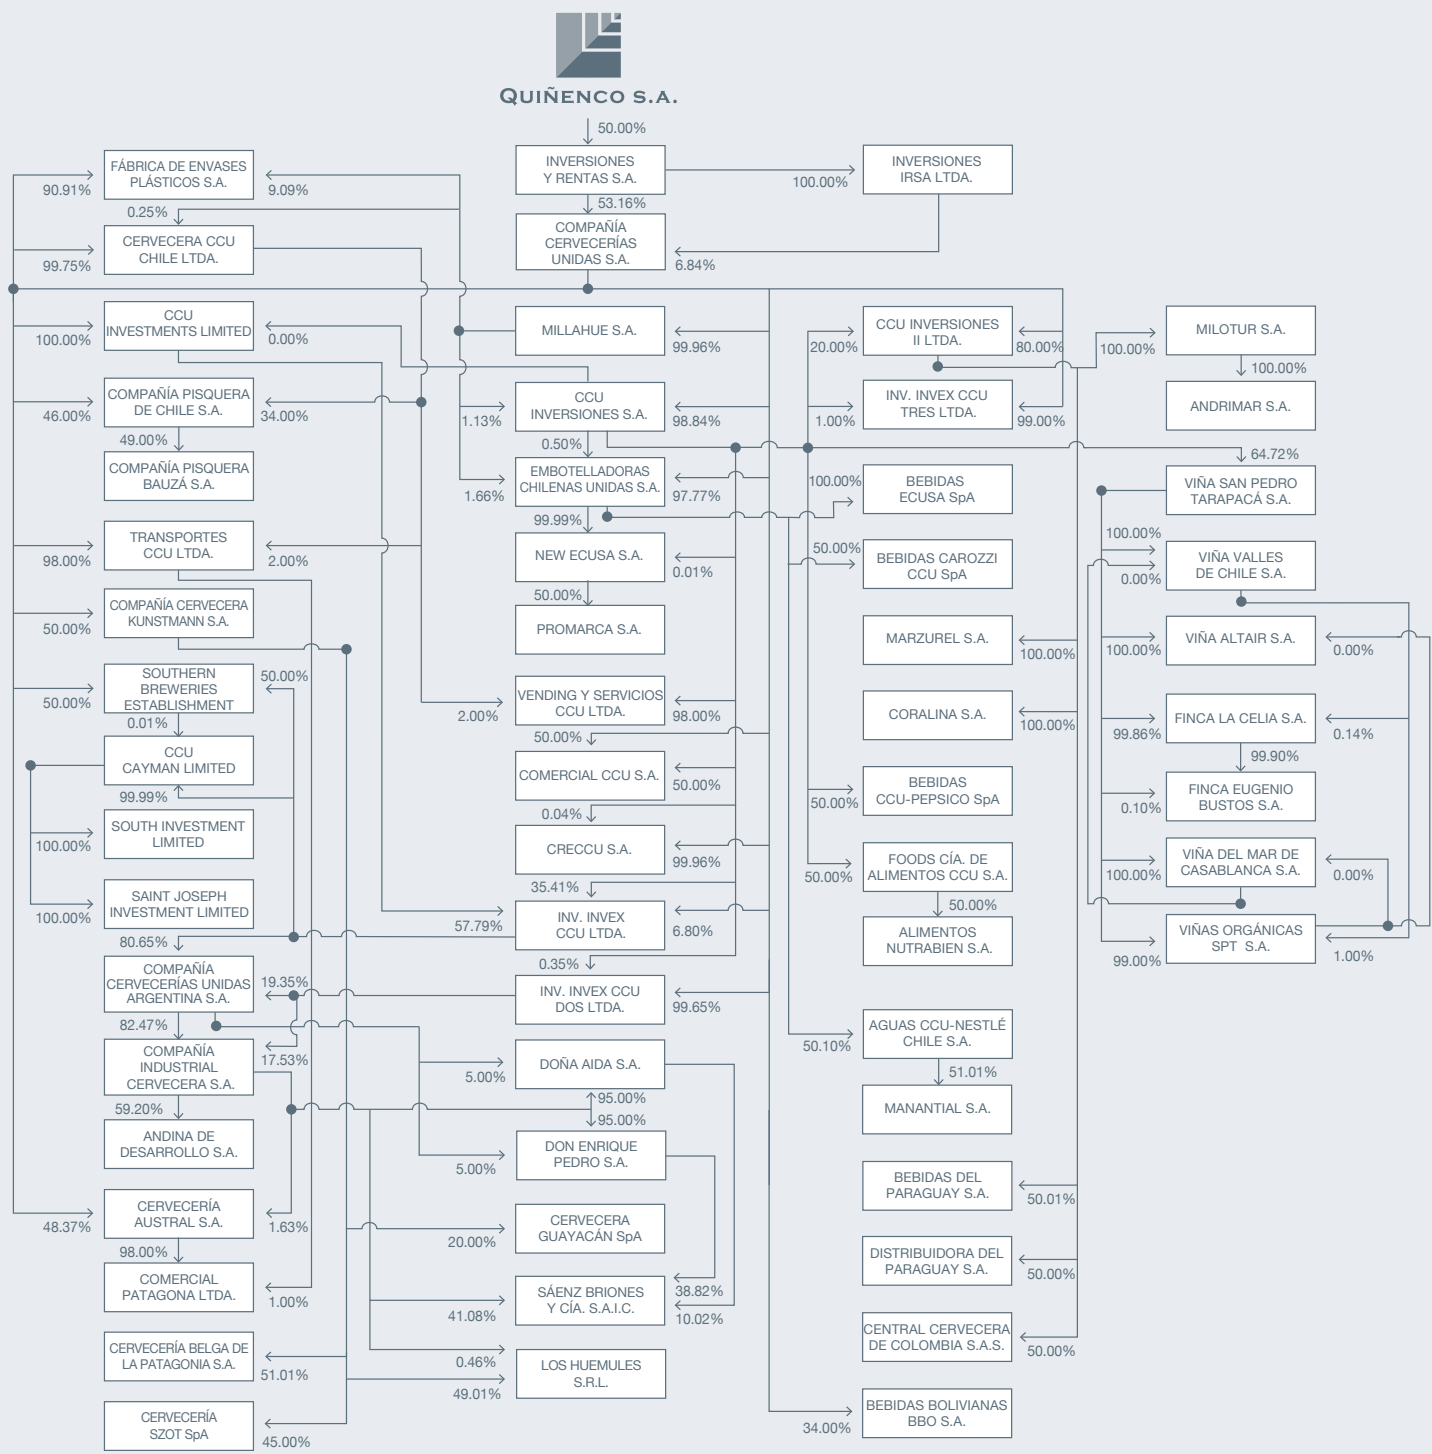 QUIÑENCO S.A.
50.00%
INVERSIONES
Y RENTAS S.A.
100.00%
INVERSIONES
IRSA LTDA.
53.16%
COMPAÑÍA
CERVECERÍAS
UNIDAS S.A.
6.84%
FÁBRICA DE ENVASES
PLÁSTICOS S.A.
90.91%
9.09%
0.25%
CERVECERA CCU
CHILE LTDA.
99.75%
CCU
INVESTMENTS LIMITED
100.00%
0.00%
COMPAÑÍA PISQUERA
DE CHILE S.A.
46.00%
34.00%
49.00%
COMPAÑÍA PISQUERA
BAUZÁ S.A.
TRANSPORTES
CCU LTDA.
98.00%
2.00%
COMPAÑÍA CERVECERA
KUNSTMANN S.A.
50.00%
SOUTHERN
BREWERIES
ESTABLISHMENT
50.00%
50.00%
0.01%
CCU
CAYMAN LIMITED
99.99%
SOUTH INVESTMENT
LIMITED
100.00%
SAINT JOSEPH
INVESTMENT LIMITED
100.00%
80.65%
COMPAÑÍA
CERVECERÍAS UNIDAS
ARGENTINA S.A.
19.35%
82.47%
COMPAÑÍA
INDUSTRIAL
CERVECERA S.A.
17.53%
59.20%
ANDINA DE
DESARROLLO S.A.
CERVECERÍA
AUSTRAL S.A.
48.37%
1.63%
98.00%
COMERCIAL
PATAGONA LTDA.
1.00%
CERVECERÍA BELGA DE
LA PATAGONIA S.A.
51.01%
CERVECERÍA
SZOT SpA
45.00%
MILLAHUE S.A.
99.96%
CCU
INVERSIONES S.A.
1.13%
98.84%
0.50%
EMBOTELLADORAS
CHILENAS UNIDAS S.A.
1.66%
97.77%
99.99%
NEW ECUSA S.A.
0.01%
50.00%
PROMARCA S.A.
VENDING Y SERVICIOS
CCU LTDA.
2.00%
98.00%
50.00%
COMERCIAL CCU S.A.
50.00%
0.04%
CRECCU S.A.
99.96%
35.41%
INV. INVEX
CCU LTDA.
57.79%
6.80%
0.35%
INV. INVEX CCU
DOS LTDA.
99.65%
DOÑA AIDA S.A.
5.00%
95.00%
95.00%
DON ENRIQUE
PEDRO S.A.
5.00%
CERVECERA
GUAYACÁN SpA
20.00%
SÁENZ BRIONES
Y CÍA. S.A.I.C.
38.82%
41.08%
10.02%
LOS HUEMULES
S.R.L.
0.46%
49.01%
CCU INVERSIONES
II LTDA.
20.00%
80.00%
INV. INVEX CCU
TRES LTDA.
1.00%
99.00%
100.00%
BEBIDAS
ECUSA SpA
50.00%
BEBIDAS CAROZZI
CCU SpA
MARZUREL S.A.
100.00%
CORALINA S.A.
100.00%
BEBIDAS
CCU-PEPSICO SpA
50.00%
FOODS CÍA. DE
ALIMENTOS CCU S.A.
50.00%
50.00%
ALIMENTOS
NUTRABIEN S.A.
AGUAS CCU-NESTLÉ
CHILE S.A.
50.10%
51.01%
MANANTIAL S.A.
BEBIDAS DEL
PARAGUAY S.A.
50.01%
DISTRIBUIDORA DEL
PARAGUAY S.A.
50.00%
CENTRAL CERVECERA
DE COLOMBIA S.A.S.
50.00%
BEBIDAS BOLIVIANAS
BBO S.A.
34.00%
MILOTUR S.A.
100.00%
100.00%
ANDRIMAR S.A.
64.72%
VIÑA SAN PEDRO
TARAPACÁ S.A.
100.00%
VIÑA VALLES
DE CHILE S.A.
0.00%
VIÑA ALTAIR S.A.
100.00%
0.00%
FINCA LA CELIA S.A.
99.86%
0.14%
99.90%
FINCA EUGENIO
BUSTOS S.A.
0.10%
VIÑA DEL MAR DE
CASABLANCA S.A.
100.00%
0.00%
VIÑAS ORGÁNICAS
SPT S.A.
99.00%
1.00%